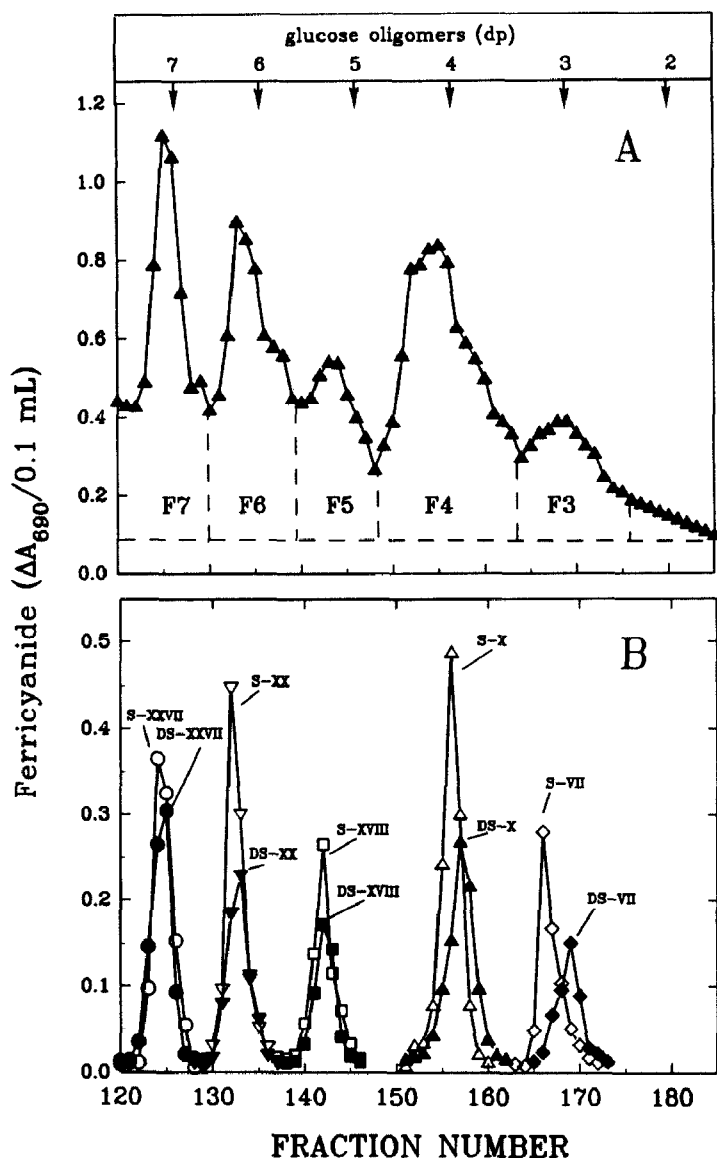 glucose oligomers (dp)
7 6 5 4 3 2
A
1.2
1.0
0.8
0.6
0.4
0.2
0.0
F7 F6 F5 F4 F3
Ferricyanide (ΔA690/0.1 mL)
B
0.5
0.4
0.3
0.2
0.1
0.0
S-XXVII
DS-XXVII
S-XX
DS-XX
S-XVIII
DS-XVIII
S-X
DS-X
S-VII
DS-VII
120 130 140 150 160 170 180
FRACTION NUMBER